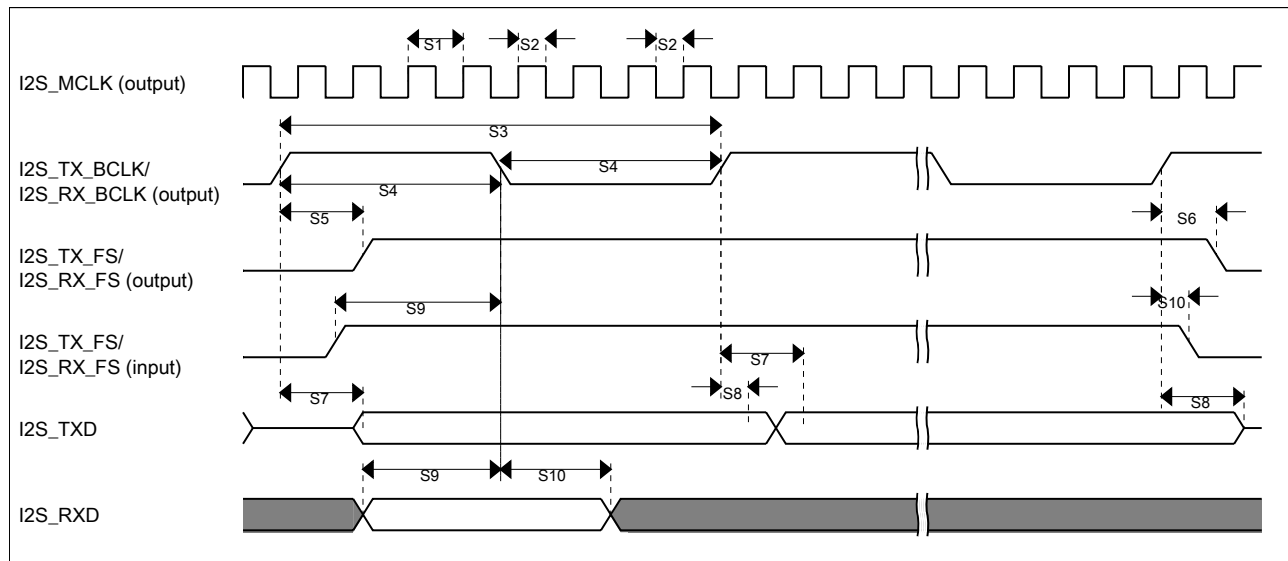 S1
S2
S2
I2S_MCLK (output)
S3
I2S_TX_BCLK/
I2S_RX_BCLK (output)
S4
S4
S5
S6
I2S_TX_FS/
I2S_RX_FS (output)
S9
S10
I2S_TX_FS/
I2S_RX_FS (input)
S7
S7
S8
S8
I2S_TXD
S9
S10
I2S_RXD